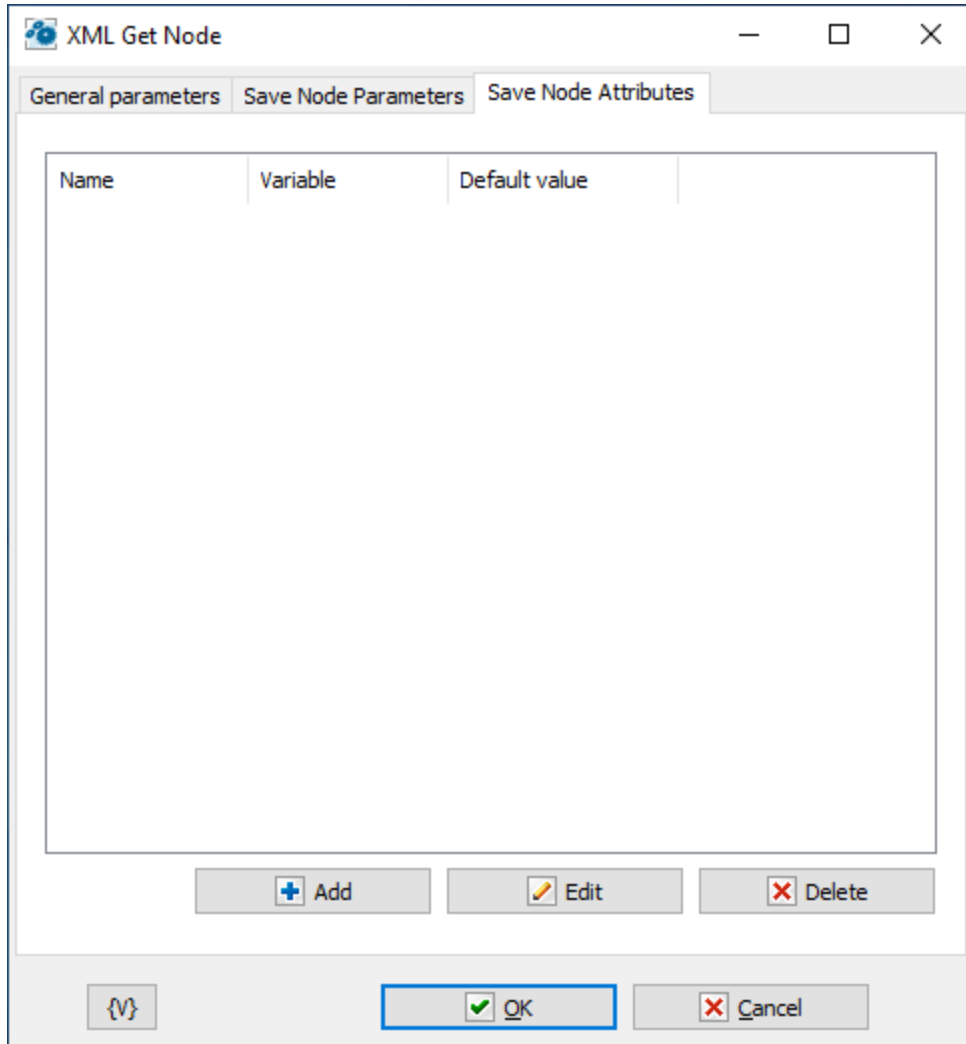 XML Get Node
General parameters Save Node Parameters Save Node Attributes
Name Variable Default value
Add Edit Delete
{V} OK Cancel